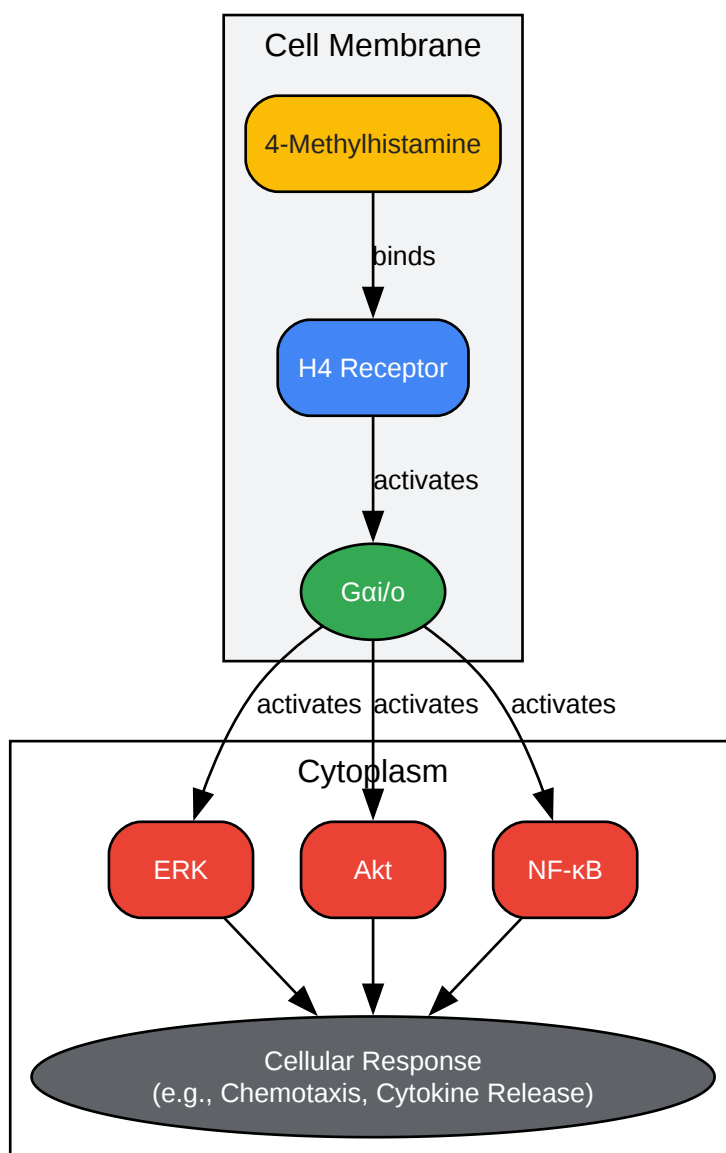 Cell Membrane
4-Methylhistamine
binds
H4 Receptor
activates
Gαi/o
activates
activates
activates
Cytoplasm
ERK
Akt
NF-κB
Cellular Response
(e.g., Chemotaxis, Cytokine Release)